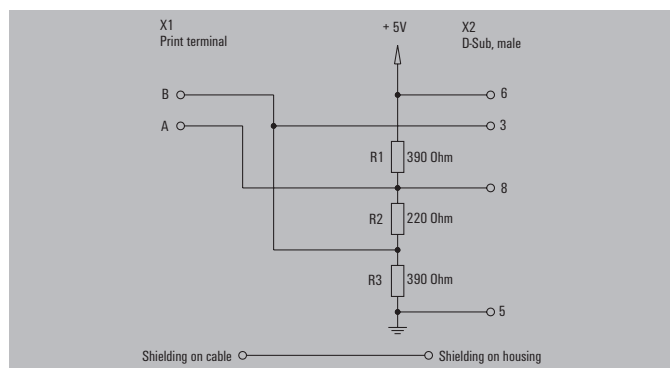 X1
Print terminal
+ 5V
X2
D-Sub, male
B
6
A
3
R1
390 Ohm
8
R2
220 Ohm
R3
390 Ohm
5
Shielding on cable
Shielding on housing